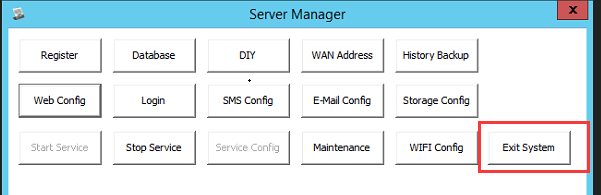 Server Manager
x
Register Database DIY WAN Address History Backup
Web Config Login SMS Config E-Mail Config Storage Config
Start Service Stop Service Service Config Maintenance WIFI Config Exit System